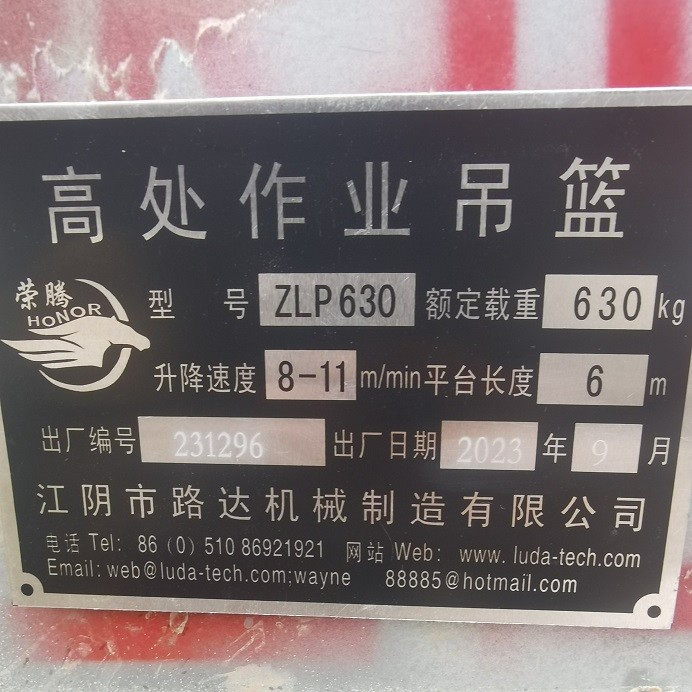 高处作业吊篮
荣腾
HONOR
型 号 ZLP630 额定载重 630 kg
升降速度 8-11 m/min 平台长度 6 m
出厂编号 231296 出厂日期 2023 年 9 月
江阴市路达机械制造有限公司
电话 Tel: 86 (0) 510 86921921 网站 Web: www. luda-tech.com
Email: web@luda-tech.com;wayne 88885@hotmail.com